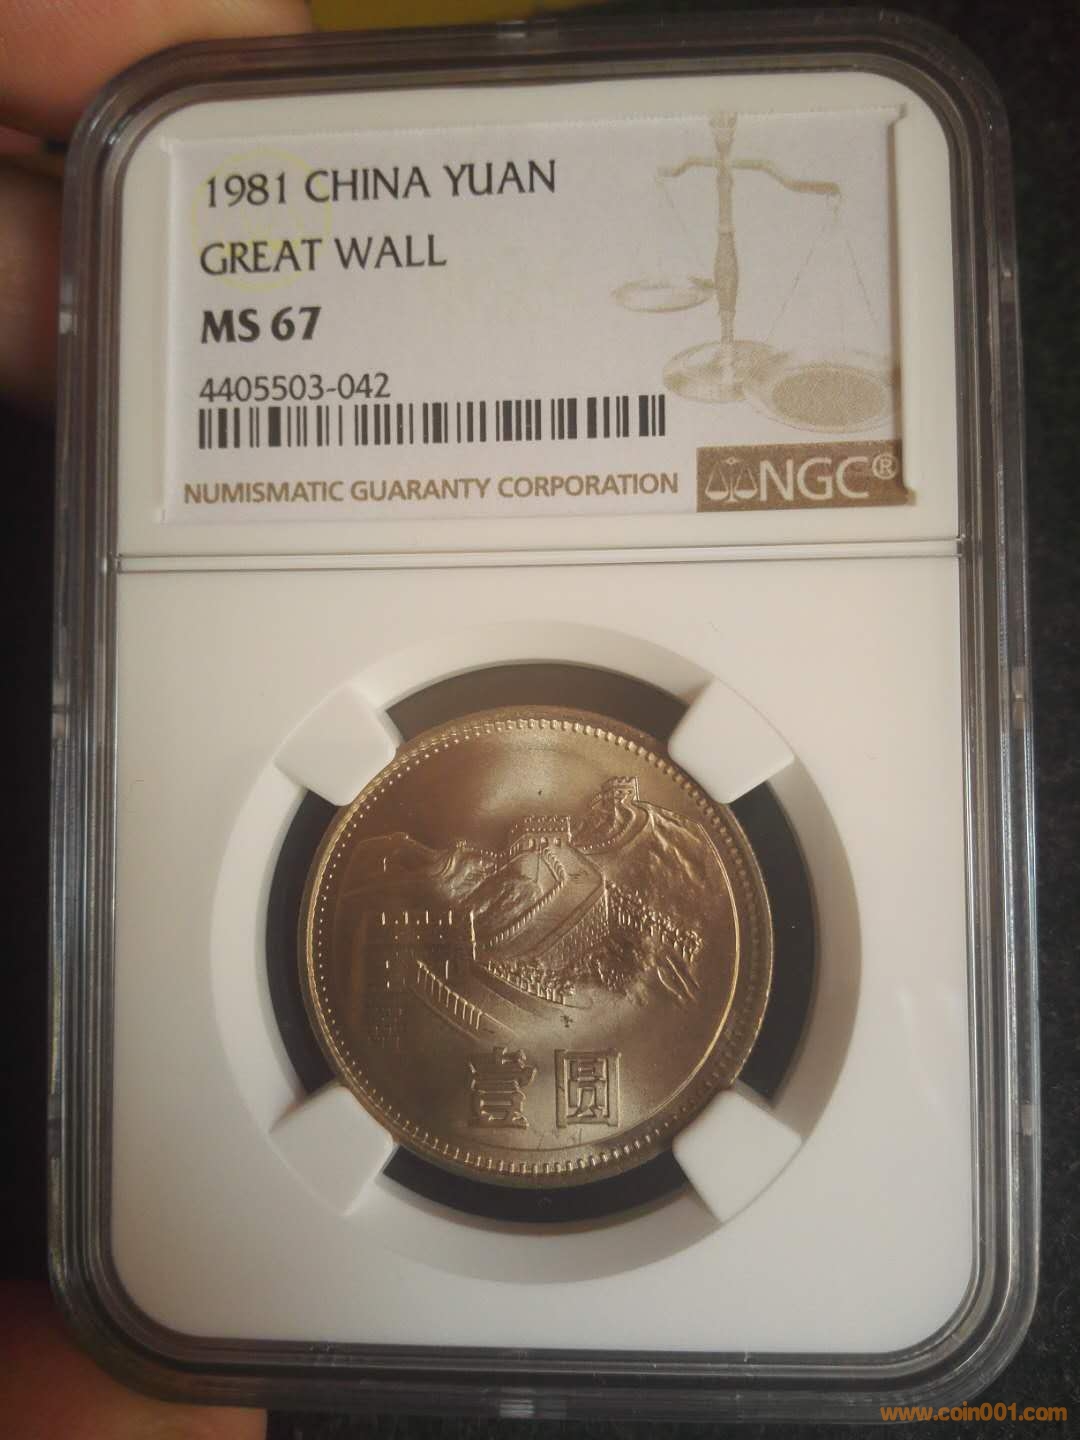 1981 CHINA YUAN
GREAT WALL
MS 67
4405503-042
NUMISMATIC GUARANTY CORPORATION
NGC®
壹圆
www.coin001.com